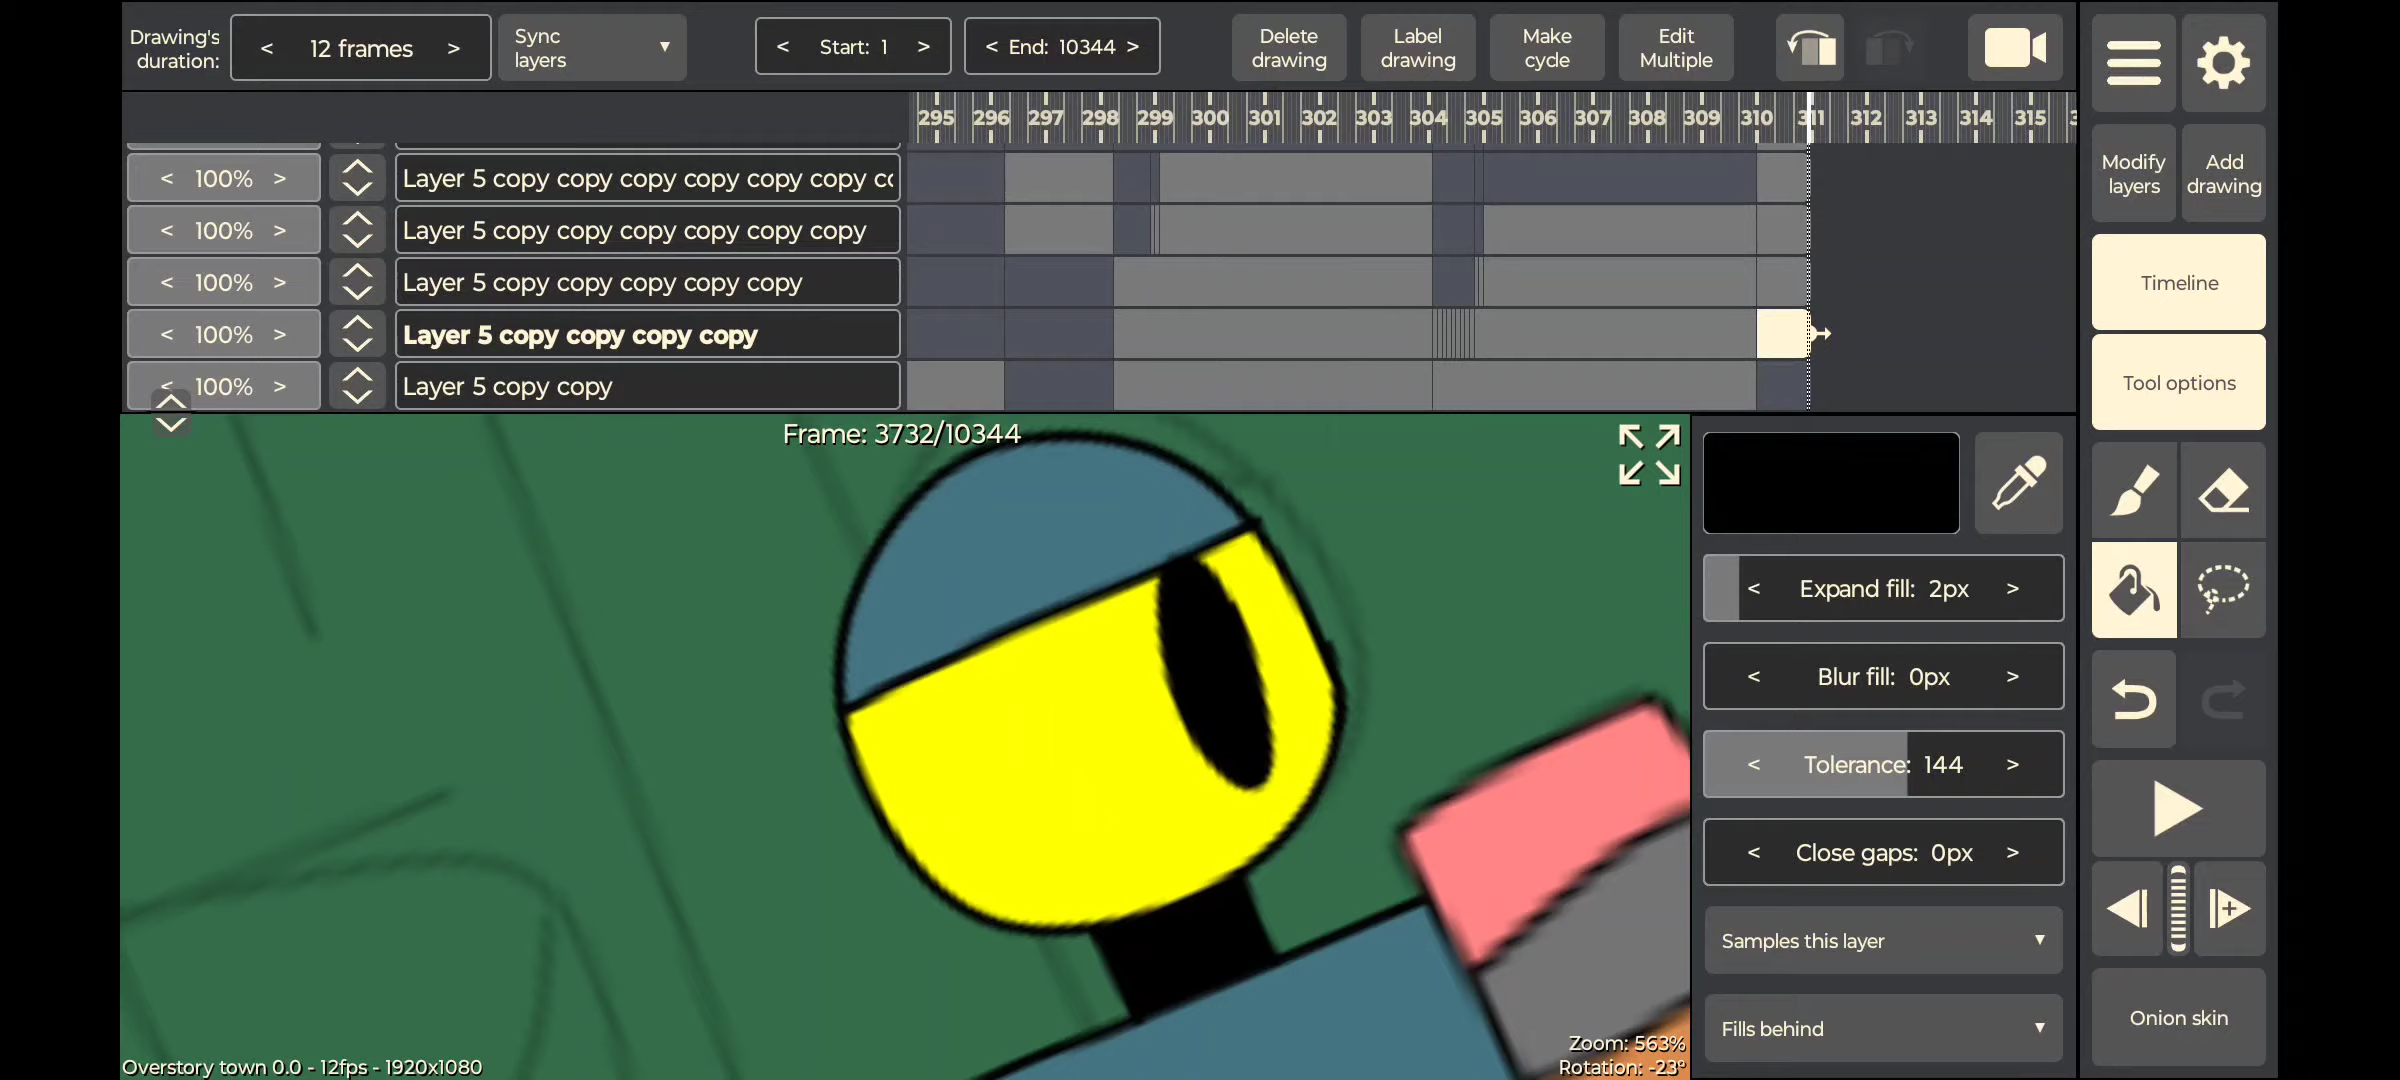 Drawing's duration:
< 12 frames >
Sync layers ▼
< Start: 1 >
< End: 10344 >
Delete drawing
Label drawing
Make cycle
Edit Multiple
295 296 297 298 299 300 301 302 303 304 305 306 307 308 309 310 311 312 313 314 315
Modify layers
Add drawing
< 100% > Layer 5 copy copy copy copy copy copy
< 100% > Layer 5 copy copy copy copy copy copy
< 100% > Layer 5 copy copy copy copy copy
< 100% > Layer 5 copy copy copy copy
< 100% > Layer 5 copy copy
Timeline
Tool options
Frame: 3732/10344
< Expand fill: 2px >
< Blur fill: 0px >
< Tolerance: 144 >
< Close gaps: 0px >
Samples this layer ▼
Fills behind ▼
Onion skin
Zoom: 563%
Rotation: -23°
Overstory town 0.0 - 12fps - 1920x1080